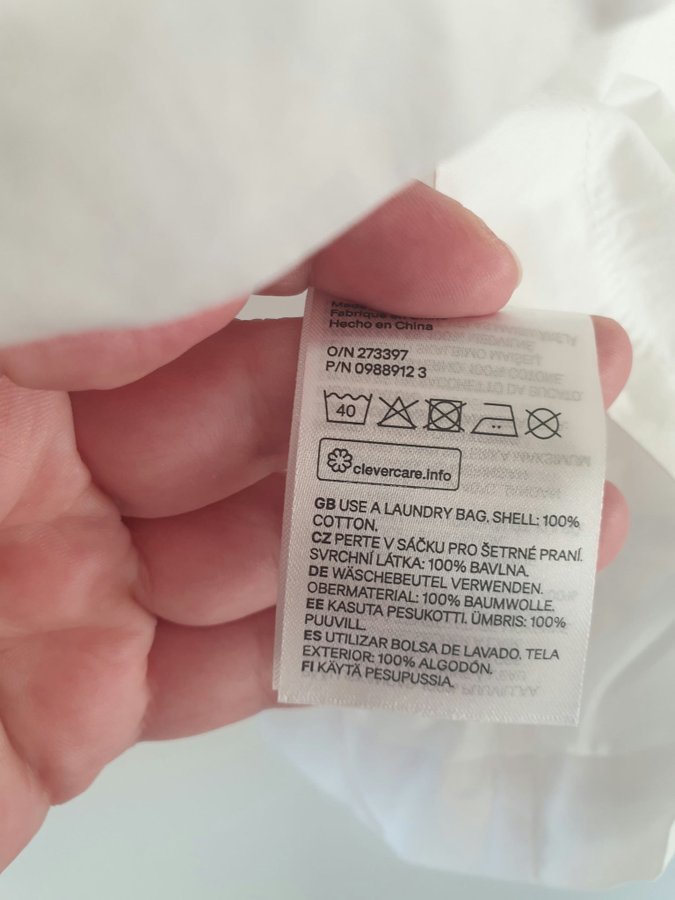 Hecho en China
O/N 273397
P/N 0988912 3
40
clevercare.info
GB USE A LAUNDRY BAG. SHELL: 100%
COTTON.
CZ PERTE V SÁČKU PRO ŠETRNÉ PRANÍ.
SVRCHNÍ LÁTKA: 100% BAVLNA.
DE WÄSCHEBEUTEL VERWENDEN.
OBERMATERIAL: 100% BAUMWOLLE.
EE KASUTA PESUKOTTI. ÜMBRIS: 100%
PUUVILL.
ES UTILIZAR BOLSA DE LAVADO. TELA
EXTERIOR: 100% ALGODÓN.
FI KÄYTÄ PESUPUSSIA.